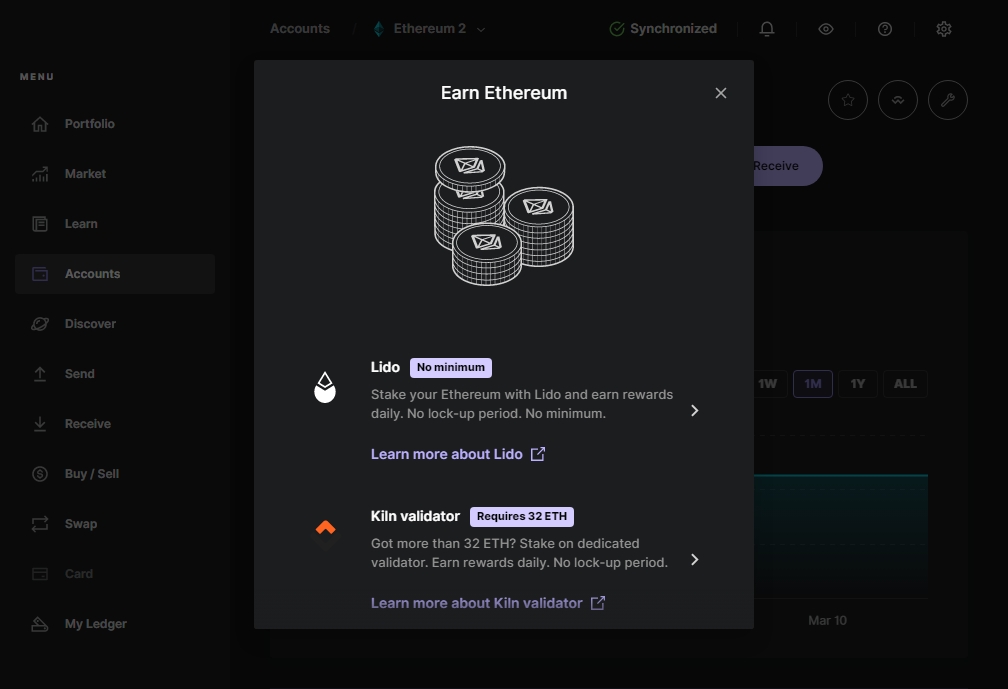 Accounts / Ethereum 2
Synchronized
MENU
Portfolio
Market
Learn
Accounts
Discover
Send
Receive
Buy / Sell
Swap
Card
My Ledger
Earn Ethereum
Lido No minimum
Stake your Ethereum with Lido and earn rewards
daily. No lock-up period. No minimum.
Learn more about Lido
Kiln validator Requires 32 ETH
Got more than 32 ETH? Stake on dedicated
validator. Earn rewards daily. No lock-up period.
Learn more about Kiln validator
Receive
1W 1M 1Y ALL
Mar 10